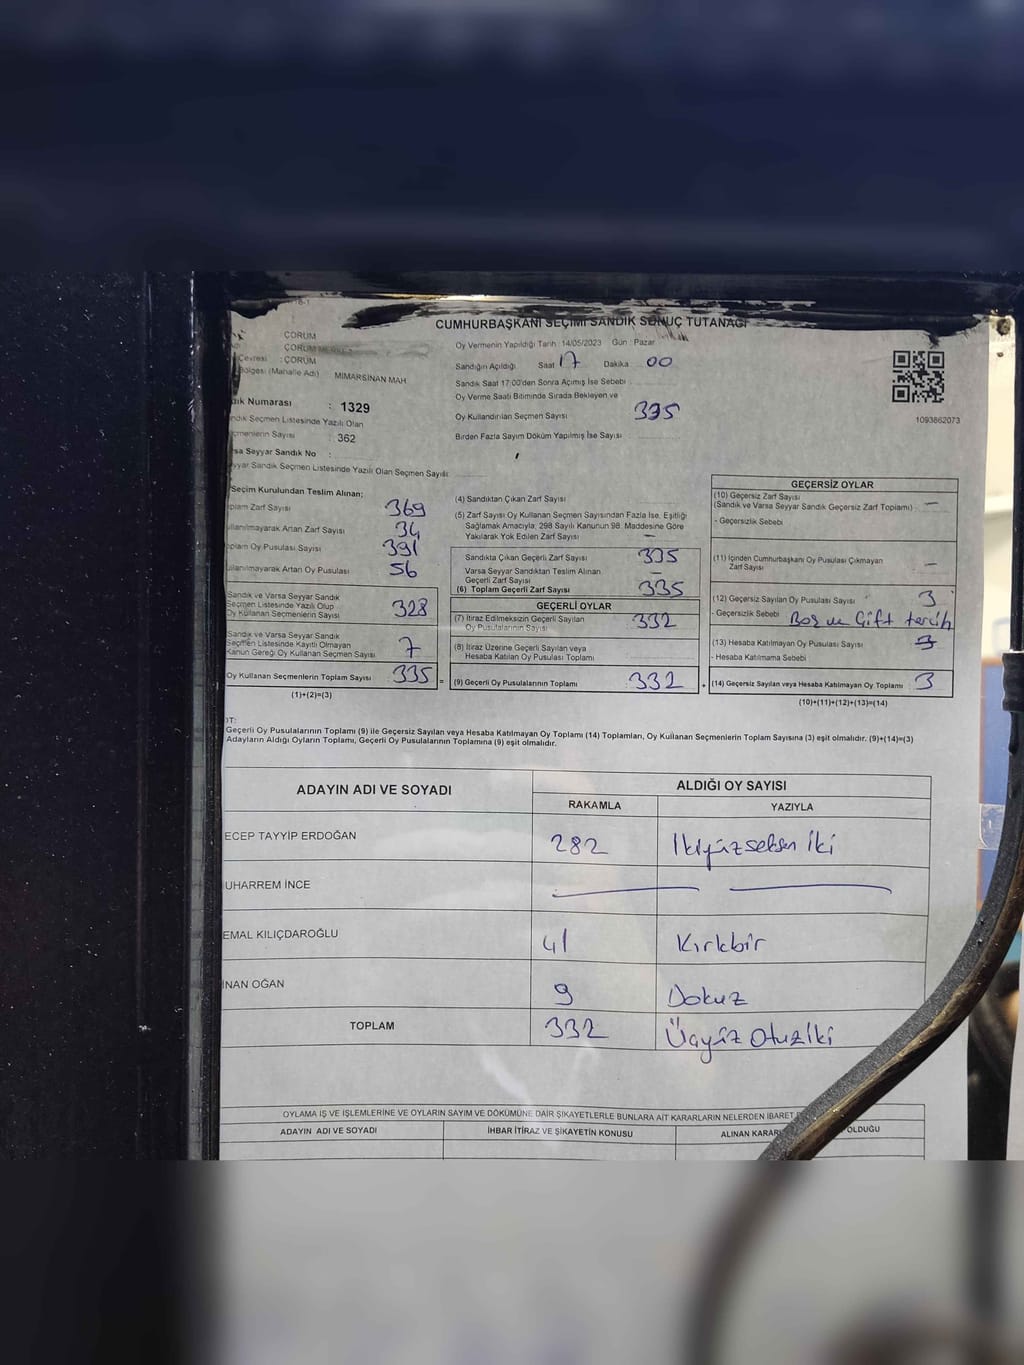 18-1
CUMHURBAŞKANI SEÇİMİ SANDIK SONUÇ TUTANAĞI
ÇORUM
ÇORUM MERKEZ
Çevresi : ÇORUM
Bölgesi (Mahalle Adı) MİMARSİNAN MAH
dık Numarası : 1329
ndık Seçmen Listesinde Yazılı Olan
çmenlerin Sayısı : 362
sa Seyyar Sandık No :
yyar Sandık Seçmen Listesinde Yazılı Olan Seçmen Sayısı
Oy Vermenin Yapıldığı Tarih :14/05/2023 Gün : Pazar
Sandığın Açıldığı Saat 17 Dakika 00
Sandık Saat 17:00'den Sonra Açılmış İse Sebebi
Oy Verme Saati Bitiminde Sırada Bekleyen ve
Oy Kullandırılan Seçmen Sayısı 335
Birden Fazla Sayım Döküm Yapılmış İse Sayısı
1093862073
Seçim Kurulundan Teslim Alınan;
plam Zarf Sayısı 369
ullanılmayarak Artan Zarf Sayısı 34
oplam Oy Pusulası Sayısı 391
ullanılmayarak Artan Oy Pusulası 56
Sandık ve Varsa Seyyar Sandık
Seçmen Listesinde Yazılı Olup
Oy Kullanan Seçmenlerin Sayısı 328
Sandık ve Varsa Seyyar Sandık
Seçmen Listesinde Kayıtlı Olmayan
Kanun Gereği Oy Kullanan Seçmen Sayısı 7
Oy Kullanan Seçmenlerin Toplam Sayısı 335 =
(1)+(2)=(3)
(4) Sandıktan Çıkan Zarf Sayısı
(5) Zarf Sayısı Oy Kullanan Seçmen Sayısından Fazla İse, Eşitliği
Sağlamak Amacıyla, 298 Sayılı Kanunun 98. Maddesine Göre
Yakılarak Yok Edilen Zarf Sayısı —
Sandıkta Çıkan Geçerli Zarf Sayısı 335
Varsa Seyyar Sandıktan Teslim Alınan
Geçerli Zarf Sayısı —
(6) Toplam Geçerli Zarf Sayısı 335
GEÇERLİ OYLAR
(7) İtiraz Edilmeksizin Geçerli Sayılan
Oy Pusulalarının Sayısı 332
(8) İtiraz Üzerine Geçerli Sayılan veya
Hesaba Katılan Oy Pusulası Toplamı
(9) Geçerli Oy Pusulalarının Toplamı 332 +
GEÇERSİZ OYLAR
(10) Geçersiz Zarf Sayısı
(Sandık ve Varsa Seyyar Sandık Geçersiz Zarf Toplamı) —
- Geçersizlik Sebebi
(11) İçinden Cumhurbaşkanı Oy Pusulası Çıkmayan
Zarf Sayısı —
(12) Geçersiz Sayılan Oy Pusulası Sayısı 3
- Geçersizlik Sebebi Boş ve Çift tercih
(13) Hesaba Katılmayan Oy Pusulası Sayısı
- Hesaba Katılmama Sebebi
(14) Geçersiz Sayılan veya Hesaba Katılmayan Oy Toplamı 3
(10)+(11)+(12)+(13)=(14)
OT:
Geçerli Oy Pusulalarının Toplamı (9) ile Geçersiz Sayılan veya Hesaba Katılmayan Oy Toplamı (14) Toplamları, Oy Kullanan Seçmenlerin Toplam Sayısına (3) eşit olmalıdır. (9)+(14)=(3)
Adayların Aldığı Oyların Toplamı, Geçerli Oy Pusulalarının Toplamına (9) eşit olmalıdır.
ADAYIN ADI VE SOYADI ALDIĞI OY SAYISI
RAKAMLA YAZIYLA
ECEP TAYYİP ERDOĞAN 282 İkiyüzseksen iki
UHARREM İNCE — —
EMAL KILIÇDAROĞLU 41 Kırkbir
İNAN OĞAN 9 Dokuz
TOPLAM 332 Üçyüz Otuziki
OYLAMA İŞ VE İŞLEMLERİNE VE OYLARIN SAYIM VE DÖKÜMÜNE DAİR ŞİKAYETLERLE BUNLARA AİT KARARLARIN NELERDEN İBARET
ADAYIN ADI VE SOYADI İHBAR İTİRAZ VE ŞİKAYETİN KONUSU ALINAN KARAR OLDUĞU